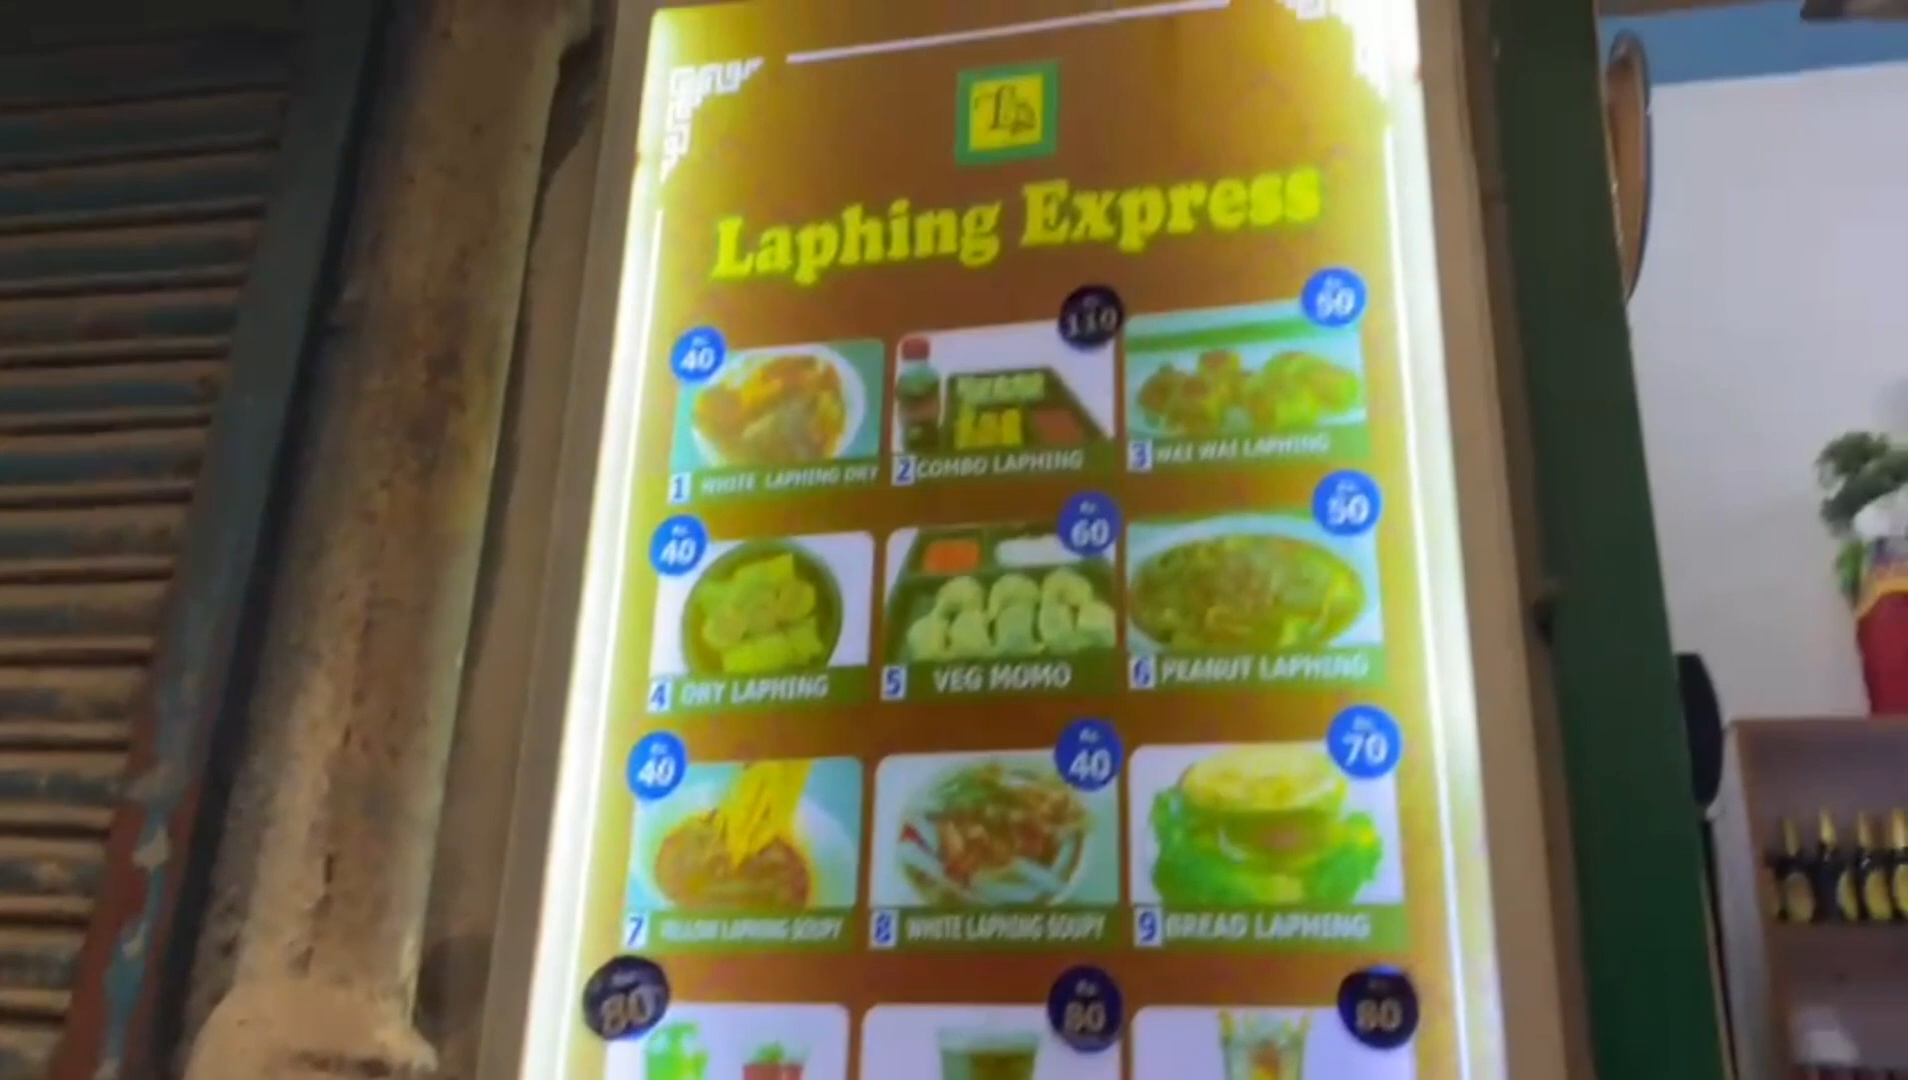 Laphing Express
Rs 40
Rs 110
1 WHITE LAPHING DRY
2 COMBO LAPHING
3 WAI WAI LAPHING
Rs 40
Rs 60
Rs 50
4 DRY LAPHING
5 VEG MOMO
6 PEANUT LAPHING
Rs 40
Rs 40
Rs 70
7 YELLOW LAPHING SOUPY
8 WHITE LAPHING SOUPY
9 BREAD LAPHING
80
Rs 80
80